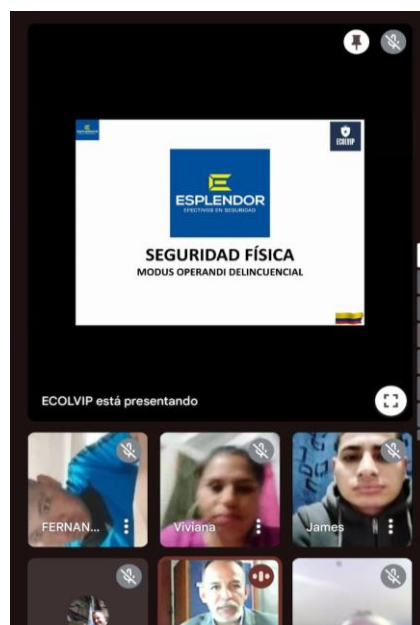 ECOLVIP
ESPLENDOR
EFECTIVOS EN SEGURIDAD
SEGURIDAD FÍSICA
MODUS OPERANDI DELINCUENCIAL
ECOLVIP está presentando
FERNAN...
Viviana
James